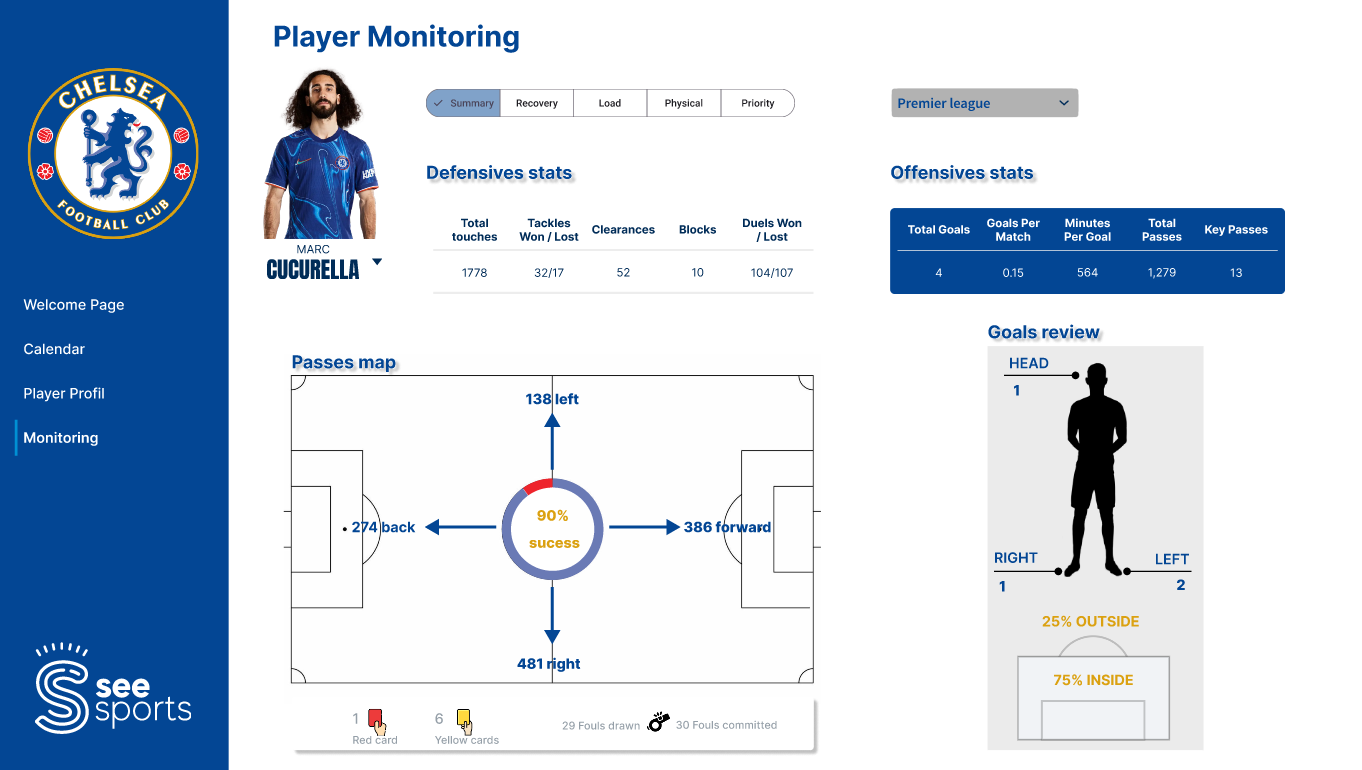 Player Monitoring
CHELSEA
FOOTBALL CLUB
Welcome Page
Calendar
Player Profil
Monitoring
see
sports
MARC
CUCURELLA
Summary
Recovery
Load
Physical
Priority
Premier league
Defensives stats
Total touches
Tackles Won / Lost
Clearances
Blocks
Duels Won / Lost
1778
32/17
52
10
104/107
Offensives stats
Total Goals
Goals Per Match
Minutes Per Goal
Total Passes
Key Passes
4
0.15
564
1,279
13
Passes map
138 left
274 back
90%
sucess
386 forward
481 right
1
Red card
6
Yellow cards
29 Fouls drawn
30 Fouls committed
Goals review
HEAD
1
RIGHT
1
LEFT
2
25% OUTSIDE
75% INSIDE